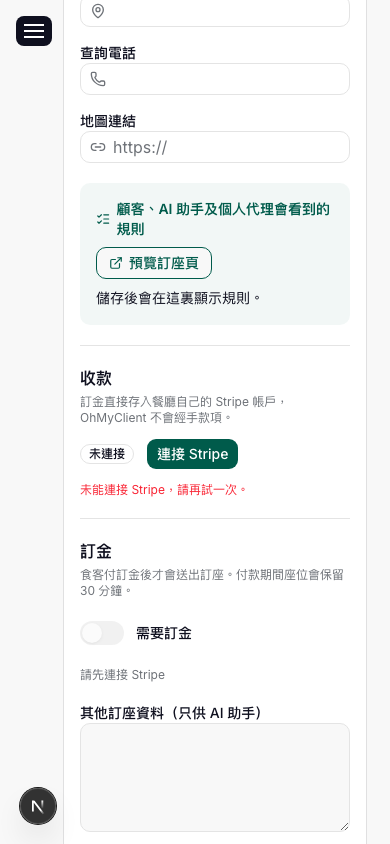 查詢電話
地圖連結
https://
顧客、AI 助手及個人代理會看到的
規則
預覽訂座頁
儲存後會在這裏顯示規則。
收款
訂金直接存入餐廳自己的 Stripe 帳戶，
OhMyClient 不會經手款項。
未連接
連接 Stripe
未能連接 Stripe，請再試一次。
訂金
食客付訂金後才會送出訂座。付款期間座位會保留
30 分鐘。
需要訂金
請先連接 Stripe
其他訂座資料（只供 AI 助手）
N